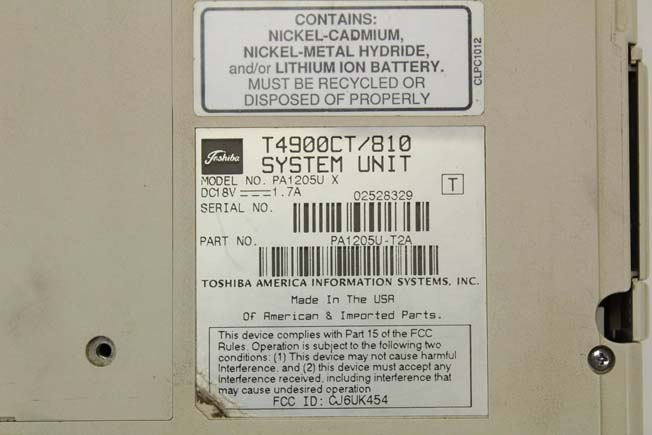 CONTAINS:
NICKEL-CADMIUM,
NICKEL-METAL HYDRIDE,
and/or LITHIUM ION BATTERY.
MUST BE RECYCLED OR
DISPOSED OF PROPERLY
CLPC1012
Toshiba
T4900CT/810
SYSTEM UNIT
MODEL NO. PA1205U X
DC18V 1.7A
T
02528329
SERIAL NO.
PART NO. PA1205U-T2A
TOSHIBA AMERICA INFORMATION SYSTEMS, INC.
Made In The USA
Of American & Imported Parts.
This device complies with Part 15 of the FCC
Rules. Operation is subject to the following two
conditions: (1) This device may not cause harmful
Interference, and (2) this device must accept any
Interference received, including interference that
may cause undesired operation
FCC ID: CJ6UK454